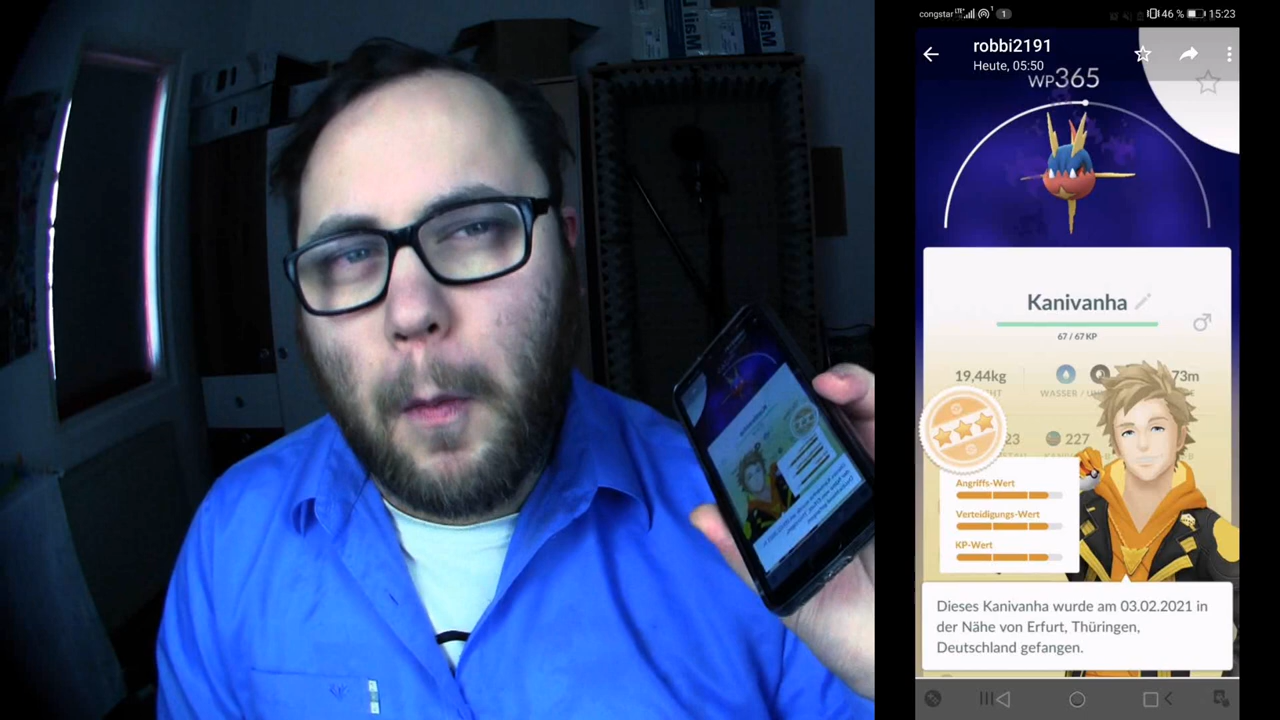 congstar
46 %
15:23
robbi2191
Heute, 05:50
WP365
Kanivanha
67 / 67 KP
19,44kg
73m
WASSER /
23
227
Angriffs-Wert
Verteidigungs-Wert
KP-Wert
Dieses Kanivanha wurde am 03.02.2021 in
der Nähe von Erfurt, Thüringen,
Deutschland gefangen.